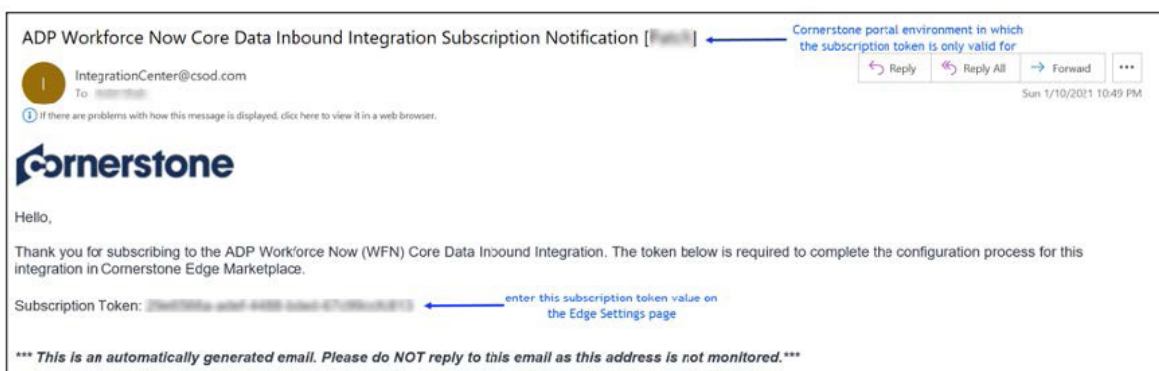 ADP Workforce Now Core Data Inbound Integration Subscription Notification [ ]
Cornerstone portal environment in which
the subscription token is only valid for
I
IntegrationCenter@csod.com
To
Reply
Reply All
Forward
Sun 1/10/2021 10:49 PM
If there are problems with how this message is displayed, click here to view it in a web browser.
cornerstone
Hello,
Thank you for subscribing to the ADP Workforce Now (WFN) Core Data Inbound Integration. The token below is required to complete the configuration process for this
integration in Cornerstone Edge Marketplace.
Subscription Token:
enter this subscription token value on
the Edge Settings page
*** This is an automatically generated email. Please do NOT reply to this email as this address is not monitored.***